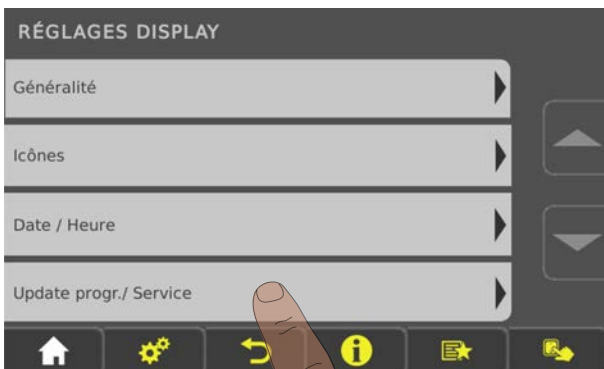 RÉGLAGES DISPLAY
Généralité
Icônes
Date / Heure
Update progr./ Service